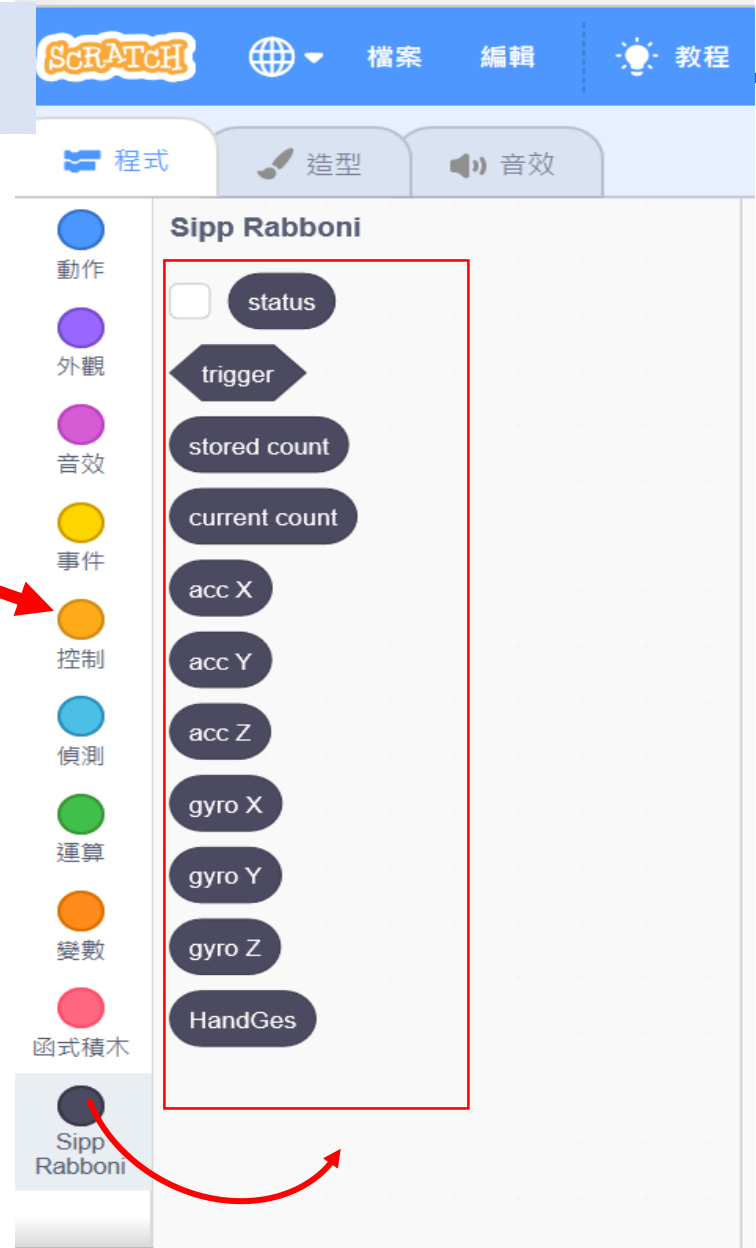 SCRATCH 檔案 編輯 教程
程式 造型 音效
動作
外觀
音效
事件
控制
偵測
運算
變數
函式積木
Sipp
Rabboni
Sipp Rabboni
status
trigger
stored count
current count
acc X
acc Y
acc Z
gyro X
gyro Y
gyro Z
HandGes